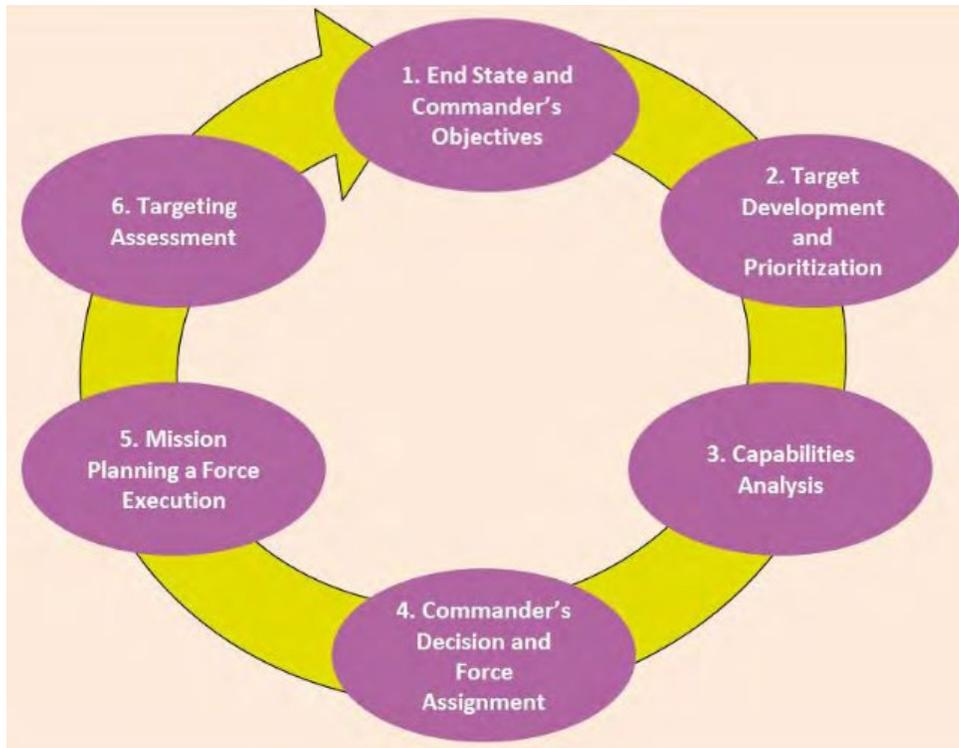 1. End State and
Commander's
Objectives
2. Target
Development
and
Prioritization
3. Capabilities
Analysis
4. Commander's
Decision and
Force
Assignment
5. Mission
Planning a Force
Execution
6. Targeting
Assessment